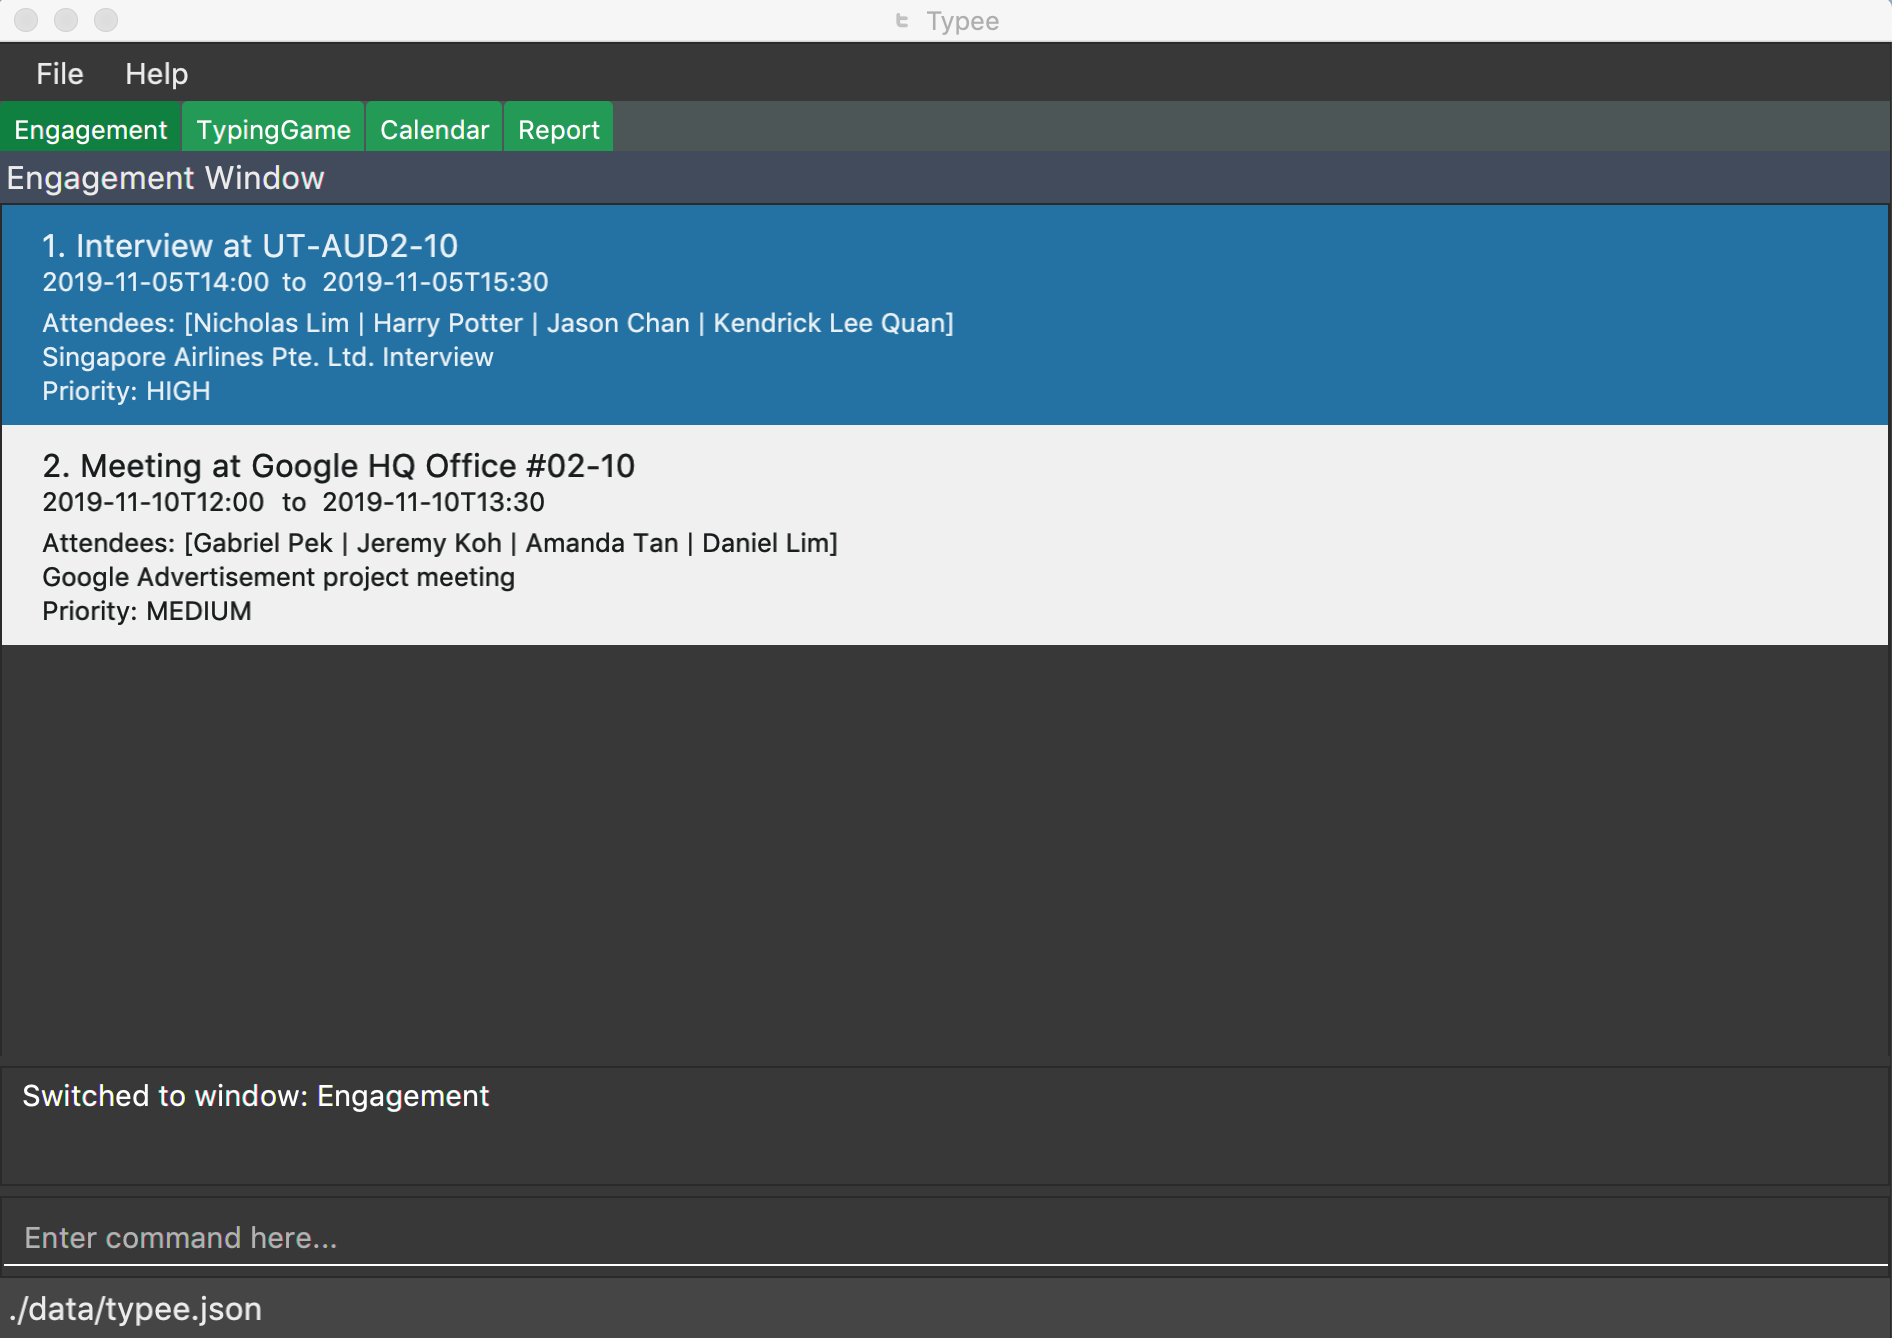 Typee
File Help
Engagement TypingGame Calendar Report
Engagement Window
1. Interview at UT-AUD2-10
2019-11-05T14:00 to 2019-11-05T15:30
Attendees: [Nicholas Lim | Harry Potter | Jason Chan | Kendrick Lee Quan]
Singapore Airlines Pte. Ltd. Interview
Priority: HIGH
2. Meeting at Google HQ Office #02-10
2019-11-10T12:00 to 2019-11-10T13:30
Attendees: [Gabriel Pek | Jeremy Koh | Amanda Tan | Daniel Lim]
Google Advertisement project meeting
Priority: MEDIUM
Switched to window: Engagement
Enter command here...
./data/typee.json